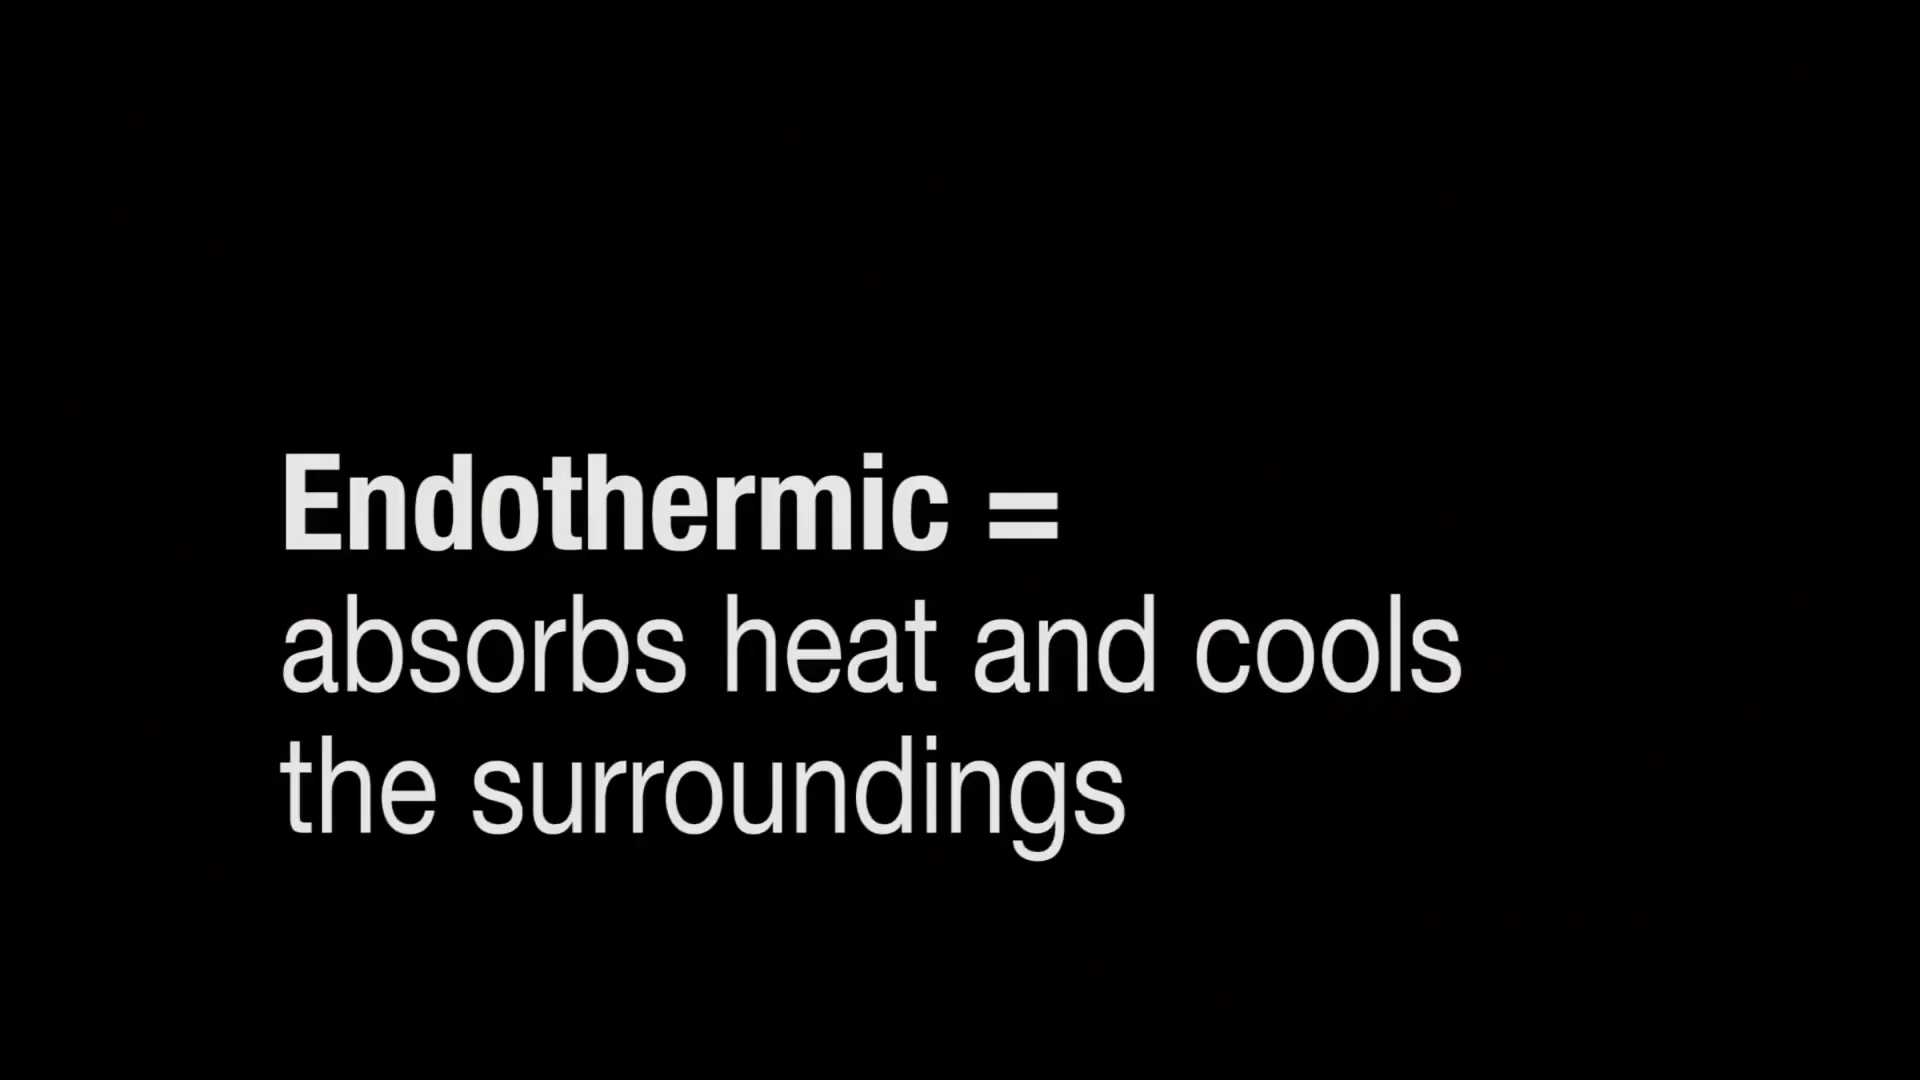 Endothermic =
absorbs heat and cools
the surroundings